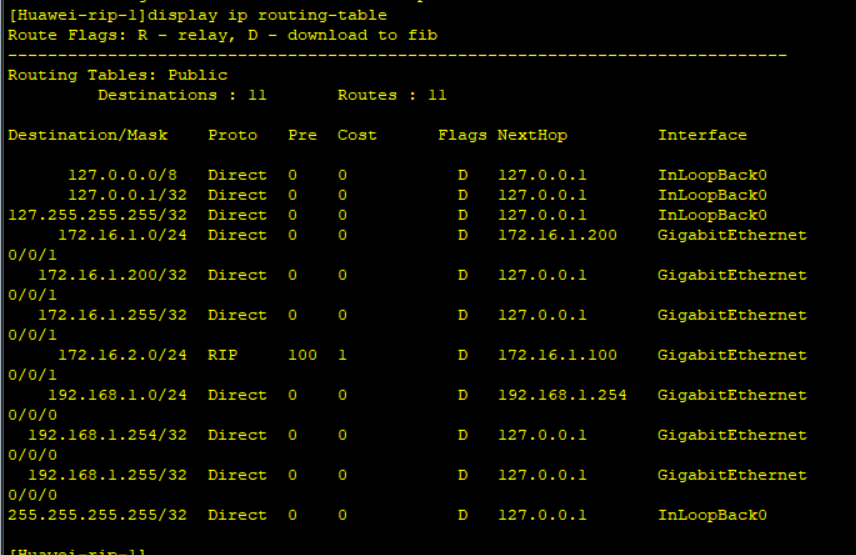 [Huawei-rip-1]display ip routing-table
Route Flags: R - relay, D - download to fib
------------------------------------------------------------------------------
Routing Tables: Public
         Destinations : 11       Routes : 11

Destination/Mask    Proto   Pre  Cost      Flags NextHop         Interface

      127.0.0.0/8   Direct  0    0           D   127.0.0.1       InLoopBack0
      127.0.0.1/32  Direct  0    0           D   127.0.0.1       InLoopBack0
127.255.255.255/32  Direct  0    0           D   127.0.0.1       InLoopBack0
     172.16.1.0/24  Direct  0    0           D   172.16.1.200    GigabitEthernet
0/0/1
   172.16.1.200/32  Direct  0    0           D   127.0.0.1       GigabitEthernet
0/0/1
   172.16.1.255/32  Direct  0    0           D   127.0.0.1       GigabitEthernet
0/0/1
     172.16.2.0/24  RIP     100  1           D   172.16.1.100    GigabitEthernet
0/0/1
    192.168.1.0/24  Direct  0    0           D   192.168.1.254   GigabitEthernet
0/0/0
  192.168.1.254/32  Direct  0    0           D   127.0.0.1       GigabitEthernet
0/0/0
  192.168.1.255/32  Direct  0    0           D   127.0.0.1       GigabitEthernet
0/0/0
255.255.255.255/32  Direct  0    0           D   127.0.0.1       InLoopBack0

[Huawei-rip-1]